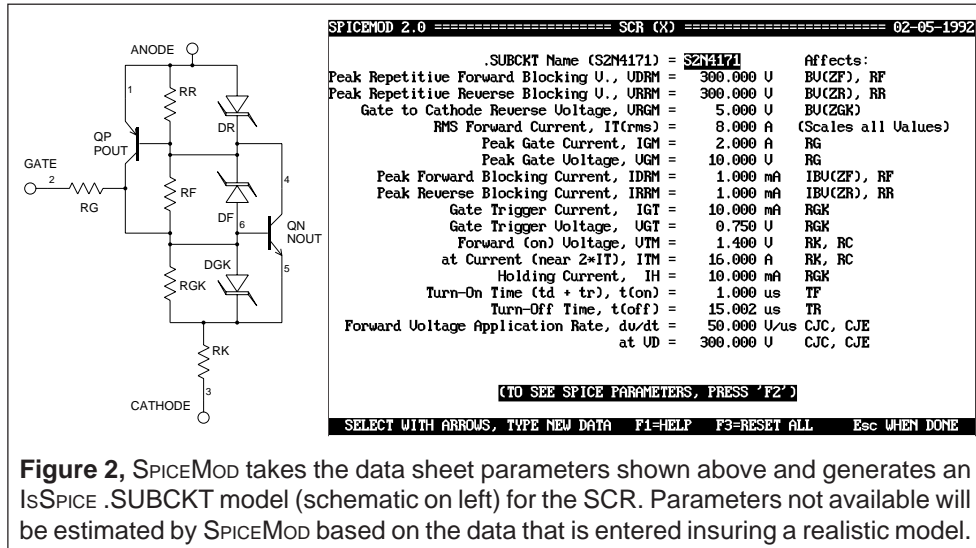 ANODE
1
RR
DR
QP
POUT
GATE
2
RG
RF
4
DF
6
QN
NOUT
DGK
5
RGK
RK
3
CATHODE
SPICEMOD 2.0 ===================== SCR (X) ======================== 02-05-1992
.SUBCKT Name (S2N4171) = S2N4171 Affects:
Peak Repetitive Forward Blocking V., VDRM = 300.000 V BV(ZF), RF
Peak Repetitive Reverse Blocking V., VRRM = 300.000 V BV(ZR), RR
Gate to Cathode Reverse Voltage, VRGM = 5.000 V BV(ZGK)
RMS Forward Current, IT(rms) = 8.000 A (Scales all Values)
Peak Gate Current, IGM = 2.000 A RG
Peak Gate Voltage, VGM = 10.000 V RG
Peak Forward Blocking Current, IDRM = 1.000 mA IBV(ZF), RF
Peak Reverse Blocking Current, IRRM = 1.000 mA IBV(ZR), RR
Gate Trigger Current, IGT = 10.000 mA RGK
Gate Trigger Voltage, VGT = 0.750 V RGK
Forward (on) Voltage, VTM = 1.400 V RK, RC
at Current (near 2*IT), ITM = 16.000 A RK, RC
Holding Current, IH = 10.000 mA RGK
Turn-On Time (td + tr), t(on) = 1.000 us TF
Turn-Off Time, t(off) = 15.002 us TR
Forward Voltage Application Rate, dv/dt = 50.000 V/us CJC, CJE
at VD = 300.000 V CJC, CJE
(TO SEE SPICE PARAMETERS, PRESS 'F2')
SELECT WITH ARROWS, TYPE NEW DATA F1=HELP F3=RESET ALL Esc WHEN DONE
Figure 2, SPICEMOD takes the data sheet parameters shown above and generates an
ISSPICE .SUBCKT model (schematic on left) for the SCR. Parameters not available will
be estimated by SPICEMOD based on the data that is entered insuring a realistic model.